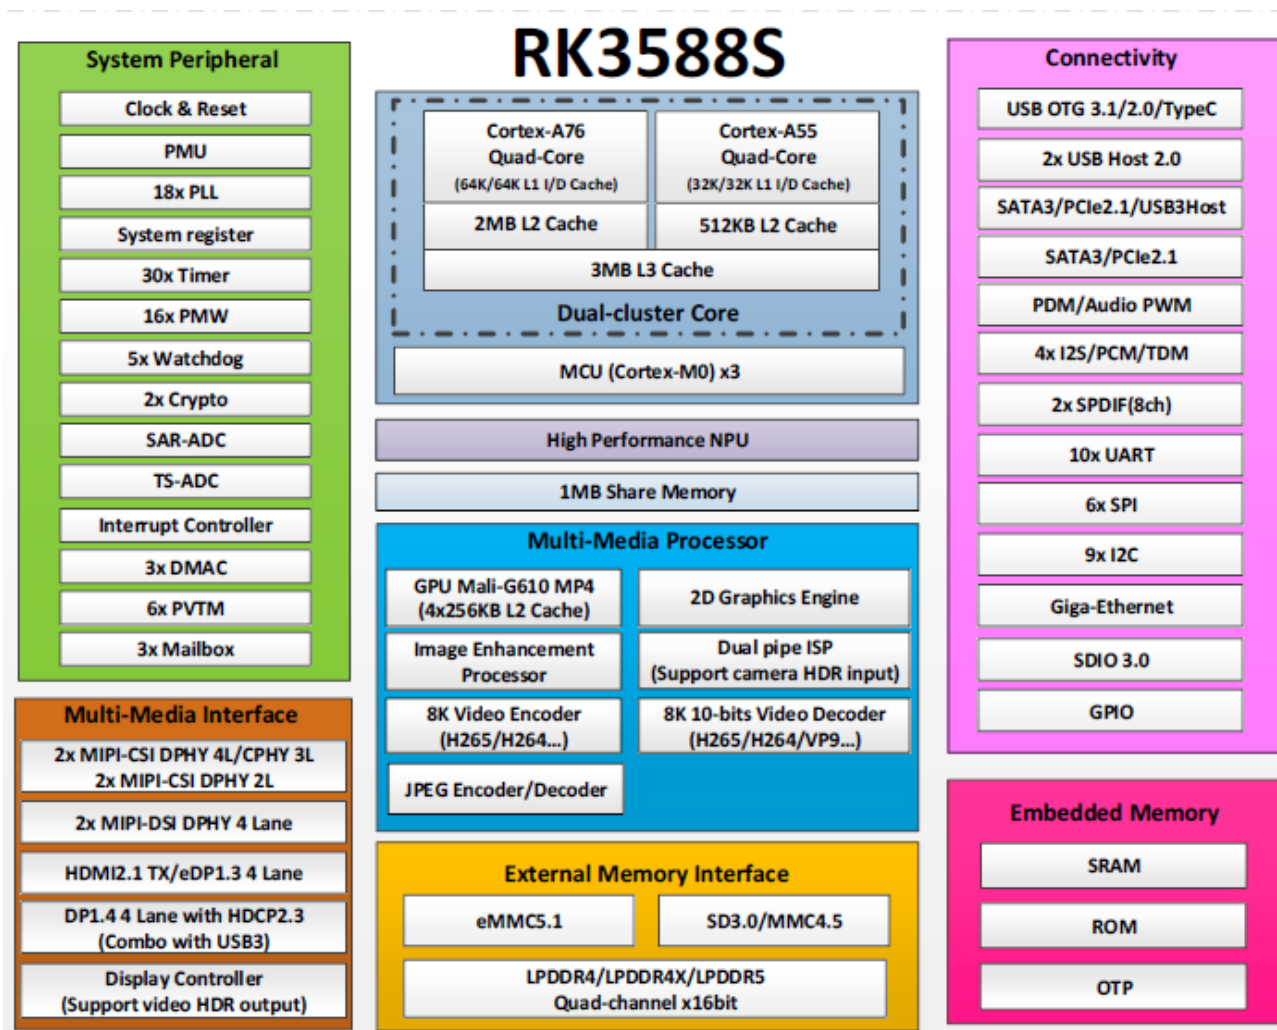 RK3588S
System Peripheral
Clock & Reset
PMU
18x PLL
System register
30x Timer
16x PMW
5x Watchdog
2x Crypto
SAR-ADC
TS-ADC
Interrupt Controller
3x DMAC
6x PVTM
3x Mailbox
Multi-Media Interface
2x MIPI-CSI DPHY 4L/CPHY 3L
2x MIPI-CSI DPHY 2L
2x MIPI-DSI DPHY 4 Lane
HDMI2.1 TX/eDP1.3 4 Lane
DP1.4 4 Lane with HDCP2.3
(Combo with USB3)
Display Controller
(Support video HDR output)
Cortex-A76
Quad-Core
(64K/64K L1 I/D Cache)
2MB L2 Cache
Cortex-A55
Quad-Core
(32K/32K L1 I/D Cache)
512KB L2 Cache
3MB L3 Cache
Dual-cluster Core
MCU (Cortex-M0) x3
High Performance NPU
1MB Share Memory
Multi-Media Processor
GPU Mali-G610 MP4
(4x256KB L2 Cache)
2D Graphics Engine
Image Enhancement
Processor
Dual pipe ISP
(Support camera HDR input)
8K Video Encoder
(H265/H264...)
8K 10-bits Video Decoder
(H265/H264/VP9...)
JPEG Encoder/Decoder
External Memory Interface
eMMC5.1
SD3.0/MMC4.5
LPDDR4/LPDDR4X/LPDDR5
Quad-channel x16bit
Connectivity
USB OTG 3.1/2.0/TypeC
2x USB Host 2.0
SATA3/PCIe2.1/USB3Host
SATA3/PCIe2.1
PDM/Audio PWM
4x I2S/PCM/TDM
2x SPDIF(8ch)
10x UART
6x SPI
9x I2C
Giga-Ethernet
SDIO 3.0
GPIO
Embedded Memory
SRAM
ROM
OTP